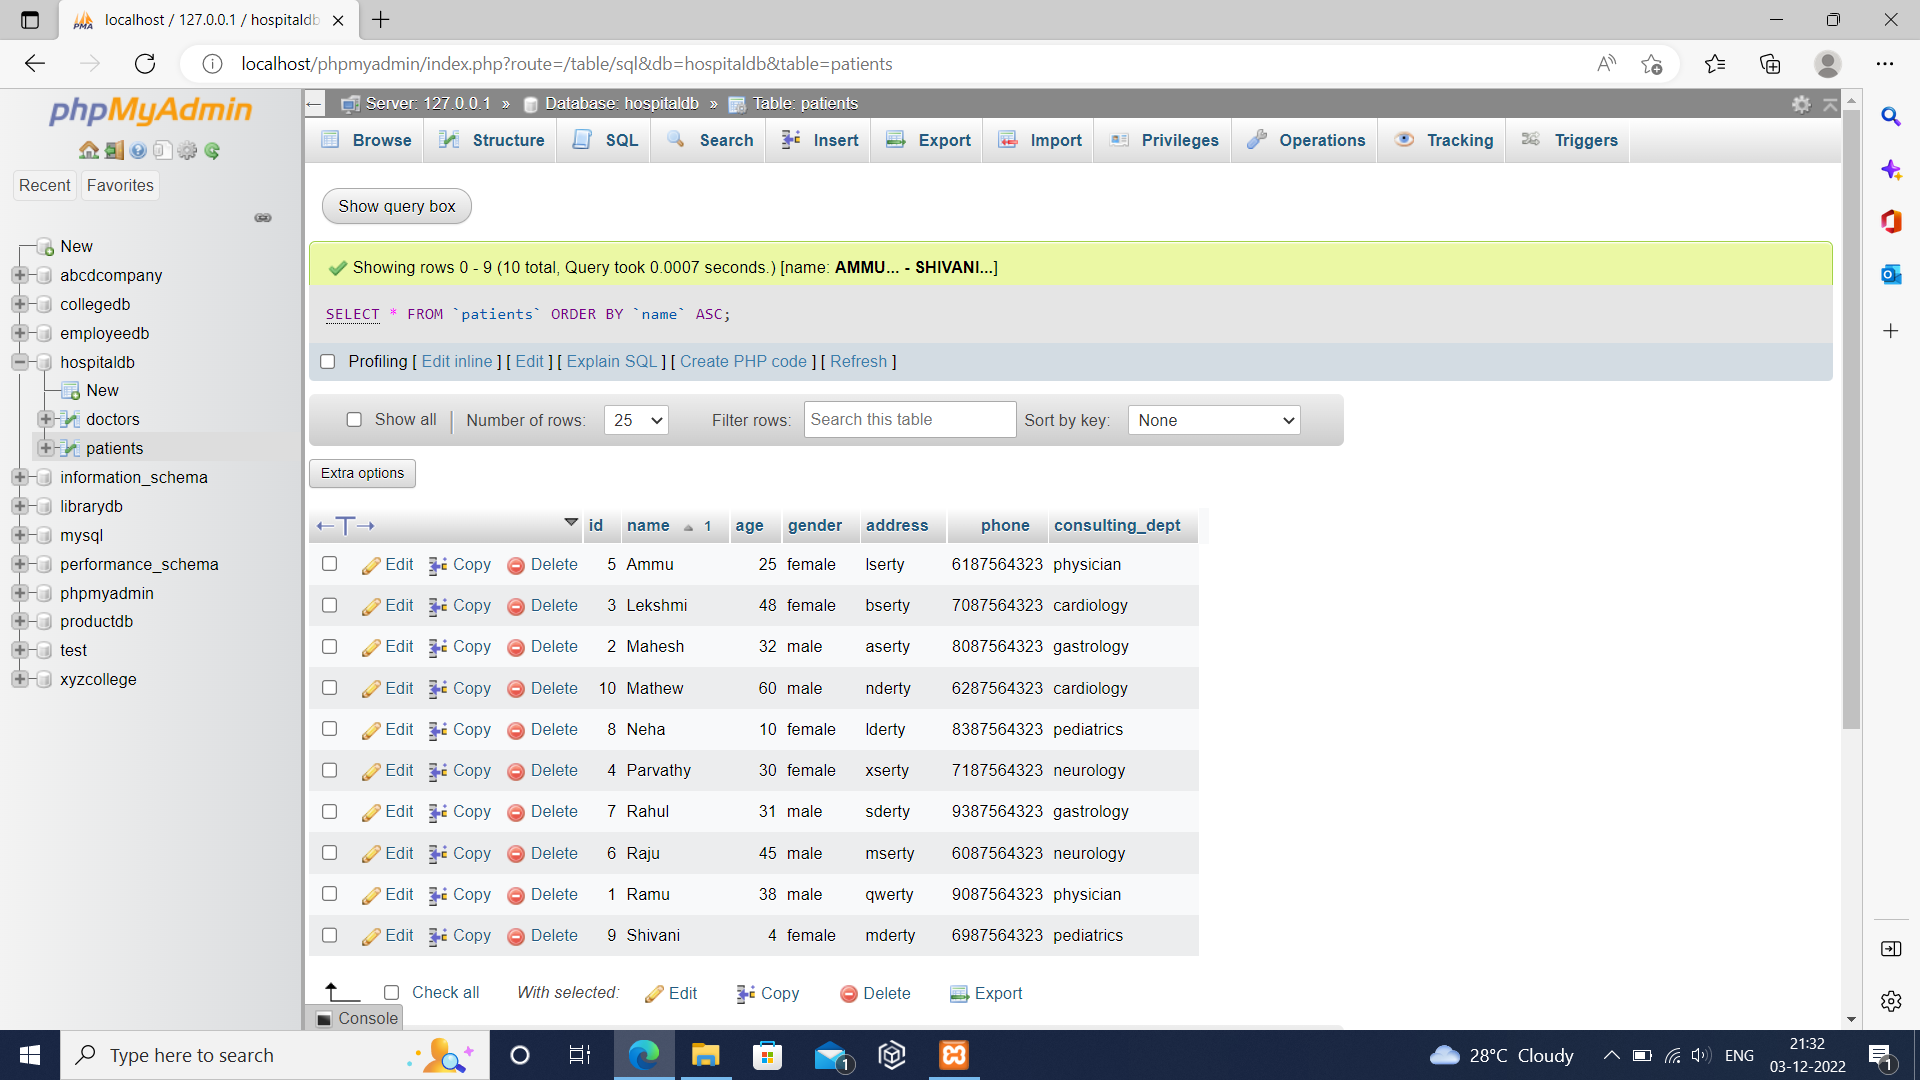 localhost / 127.0.0.1 / hospitaldb
localhost/phpmyadmin/index.php?route=/table/sql&db=hospitaldb&table=patients
phpMyAdmin
Recent Favorites
New
abcdcompany
collegedb
employeedb
hospitaldb
New
doctors
patients
information_schema
librarydb
mysql
performance_schema
phpmyadmin
productdb
test
xyzcollege
Server: 127.0.0.1 » Database: hospitaldb » Table: patients
Browse Structure SQL Search Insert Export Import Privileges Operations Tracking Triggers
Show query box
Showing rows 0 - 9 (10 total, Query took 0.0007 seconds.) [name: AMMU... - SHIVANI...]
SELECT * FROM `patients` ORDER BY `name` ASC;
Profiling [ Edit inline ] [ Edit ] [ Explain SQL ] [ Create PHP code ] [ Refresh ]
Show all Number of rows: 25 Filter rows: Search this table Sort by key: None
Extra options
←T→ id name 1 age gender address phone consulting_dept
Edit Copy Delete 5 Ammu 25 female lserty 6187564323 physician
Edit Copy Delete 3 Lekshmi 48 female bserty 7087564323 cardiology
Edit Copy Delete 2 Mahesh 32 male aserty 8087564323 gastrology
Edit Copy Delete 10 Mathew 60 male nderty 6287564323 cardiology
Edit Copy Delete 8 Neha 10 female lderty 8387564323 pediatrics
Edit Copy Delete 4 Parvathy 30 female xserty 7187564323 neurology
Edit Copy Delete 7 Rahul 31 male sderty 9387564323 gastrology
Edit Copy Delete 6 Raju 45 male mserty 6087564323 neurology
Edit Copy Delete 1 Ramu 38 male qwerty 9087564323 physician
Edit Copy Delete 9 Shivani 4 female mderty 6987564323 pediatrics
Check all With selected: Edit Copy Delete Export
Console
Type here to search
1
28°C Cloudy
ENG
21:32
03-12-2022
1